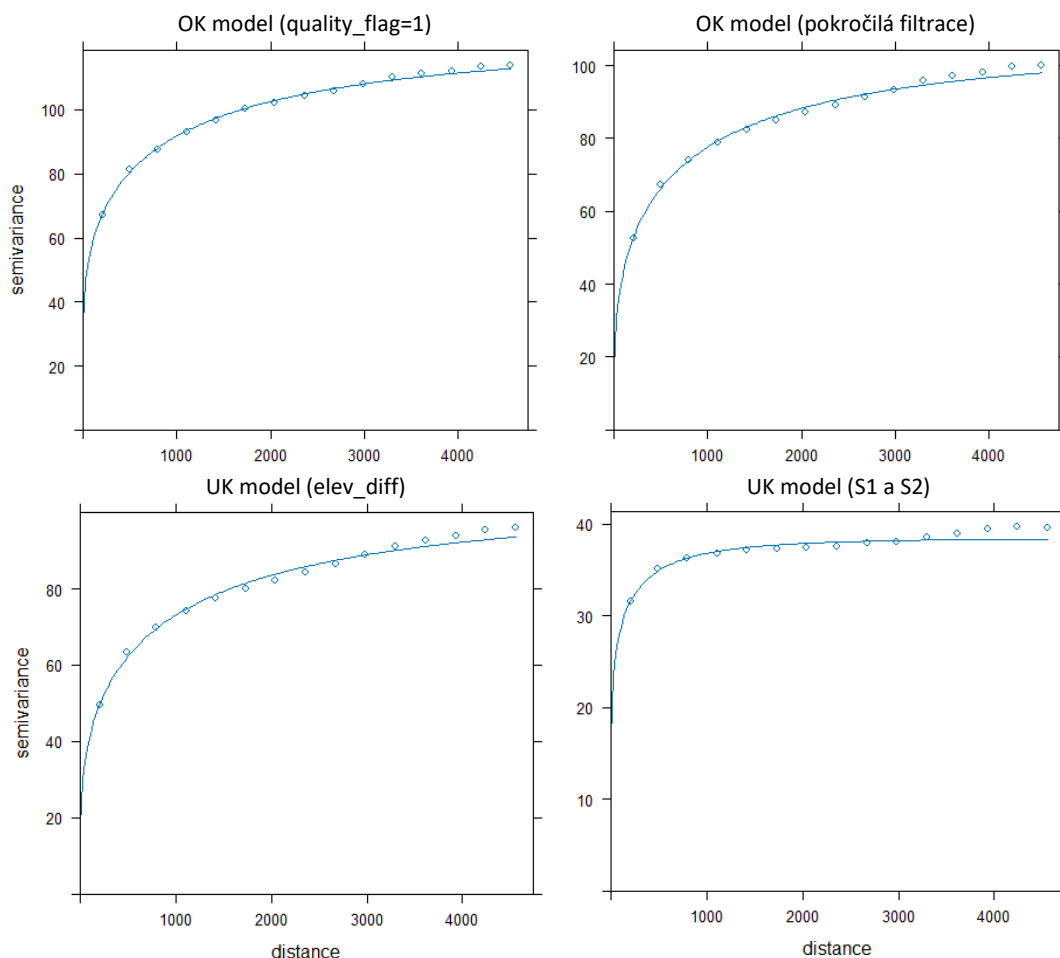 OK model (quality_flag=1)
OK model (pokročilá filtrace)
semivariance
100
80
60
40
20
1000 2000 3000 4000
100
80
60
40
20
1000 2000 3000 4000
UK model (elev_diff)
UK model (S1 a S2)
semivariance
80
60
40
20
1000 2000 3000 4000
distance
40
30
20
10
1000 2000 3000 4000
distance